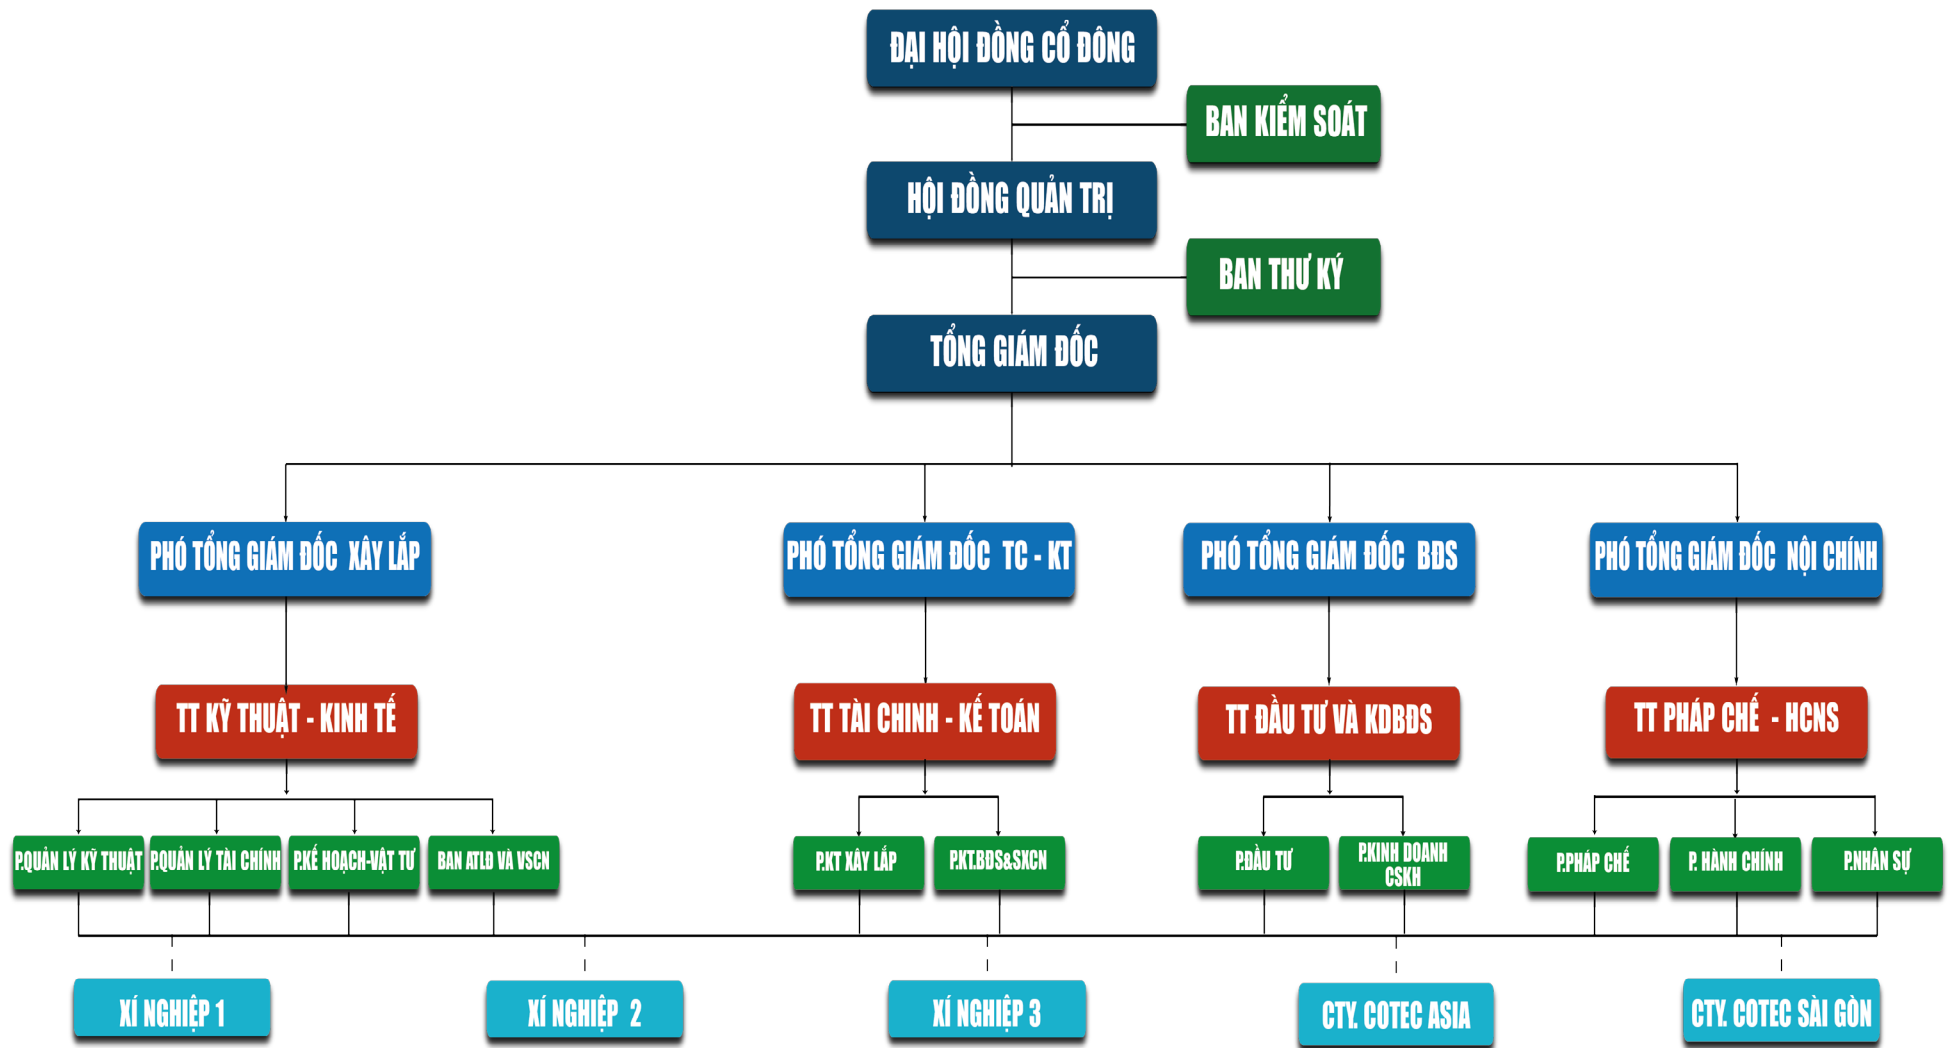 ĐẠI HỘI ĐỒNG CỔ ĐÔNG
BAN KIỂM SOÁT
HỘI ĐỒNG QUẢN TRỊ
BAN THƯ KÝ
TỔNG GIÁM ĐỐC
PHÓ TỔNG GIÁM ĐỐC XÂY LẮP
PHÓ TỔNG GIÁM ĐỐC TC - KT
PHÓ TỔNG GIÁM ĐỐC BĐS
PHÓ TỔNG GIÁM ĐỐC NỘI CHÍNH
TT KỸ THUẬT - KINH TẾ
TT TÀI CHINH - KẾ TOÁN
TT ĐẦU TƯ VÀ KDBĐS
TT PHÁP CHẾ - HCNS
P.QUẢN LÝ KỸ THUẬT
P.QUẢN LÝ TÀI CHÍNH
P.KẾ HOẠCH-VẬT TƯ
BAN ATLĐ VÀ VSCN
P.KT XÂY LẮP
P.KT.BĐS&SXCN
P.ĐẦU TƯ
P.KINH DOANH
CSKH
P.PHÁP CHẾ
P. HÀNH CHÍNH
P.NHÂN SỰ
XÍ NGHIỆP 1
XÍ NGHIỆP 2
XÍ NGHIỆP 3
CTY. COTEC ASIA
CTY. COTEC SÀI GÒN